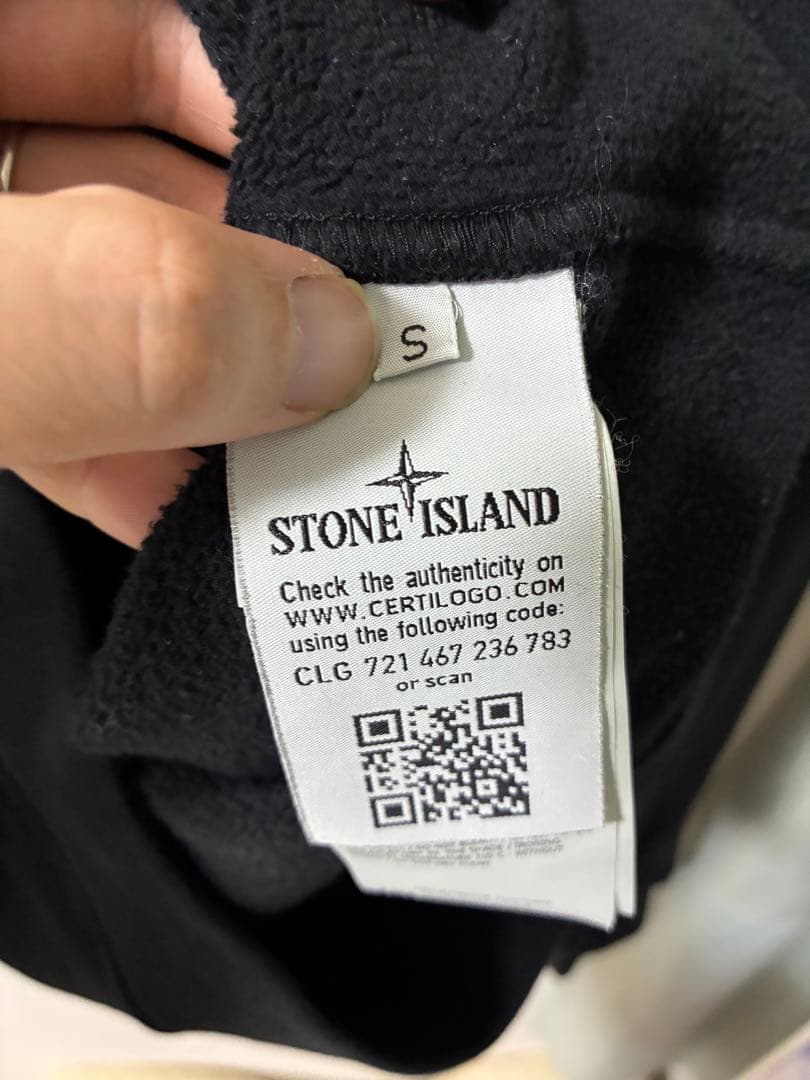 S
STONE ISLAND
Check the authenticity on
WWW.CERTILOGO.COM
using the following code:
CLG 721 467 236 783
or scan